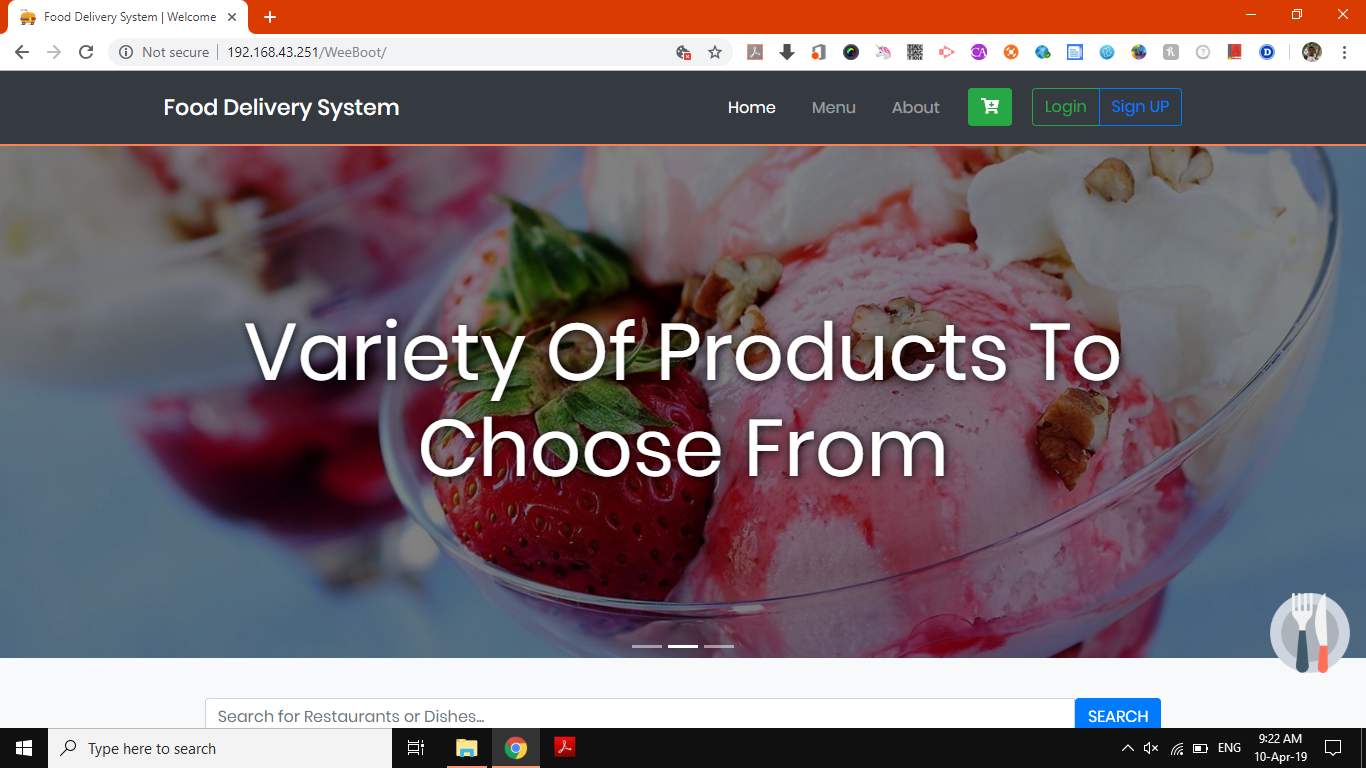 Food Delivery System | Welcome
Not secure
192.168.43.251/WeeBoot/
CA
D
Food Delivery System
Home
Menu
About
Login
Sign UP
Variety Of Products To
Choose From
Search for Restaurants or Dishes...
SEARCH
Type here to search
ENG
9:22 AM
10-Apr-19